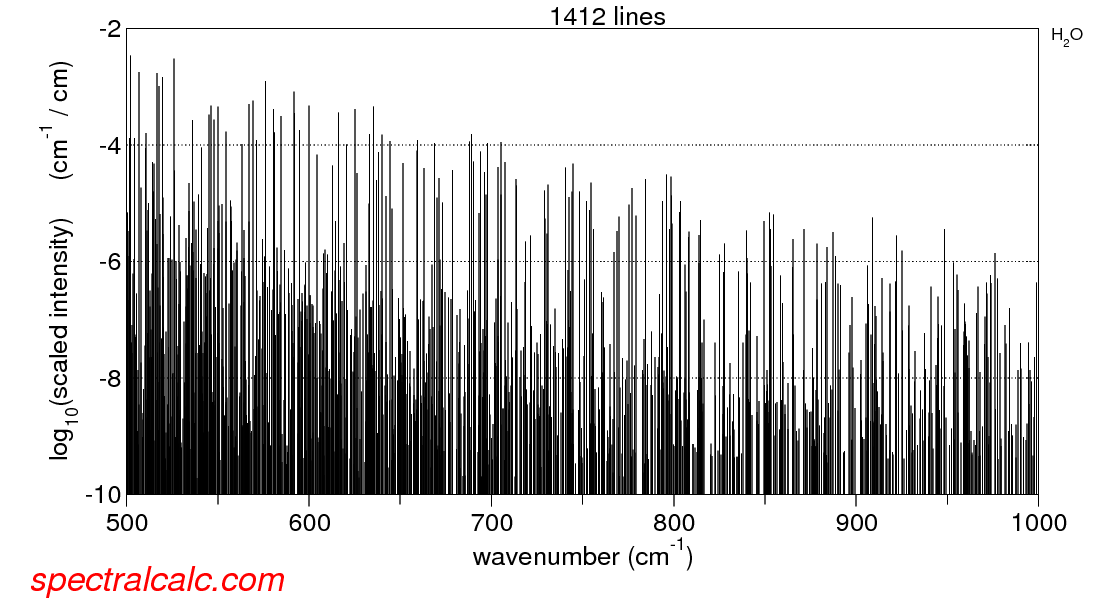 1412 lines
H₂O
-2
-4
-6
-8
-10
log₁₀(scaled intensity) (cm⁻¹ / cm)
500 600 700 800 900 1000
wavenumber (cm⁻¹)
spectralcalc.com